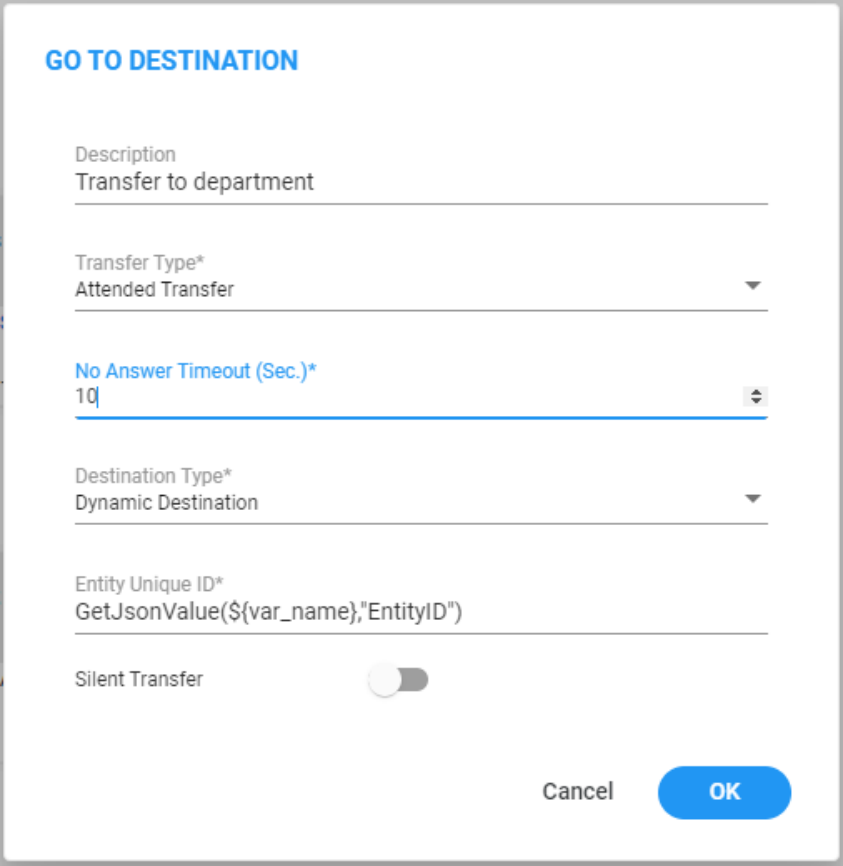 GO TO DESTINATION
Description
Transfer to department
Transfer Type*
Attended Transfer
No Answer Timeout (Sec.)*
10
Destination Type*
Dynamic Destination
Entity Unique ID*
GetJsonValue(${var_name},"EntityID")
Silent Transfer
Cancel OK